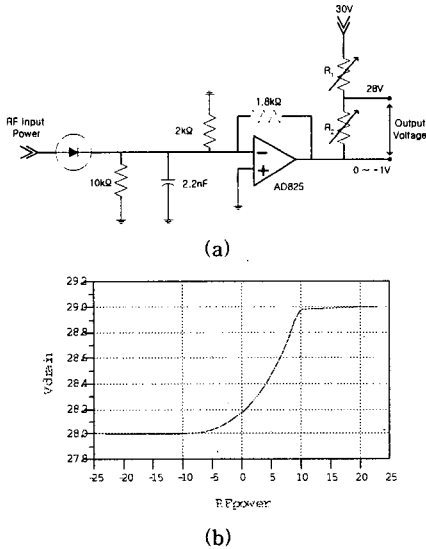 30V
R₁
28V
1.8kΩ
RF Input
Power
2kΩ
R₂
Output
Voltage
AD825
10kΩ
2.2nF
0 ~ -1V
(a)
29.2
29.0
28.8
28.6
28.4
28.2
28.0
27.8
Vdrain
-25 -20 -15 -10 -5 0 5 10 15 20 25
RFpower
(b)